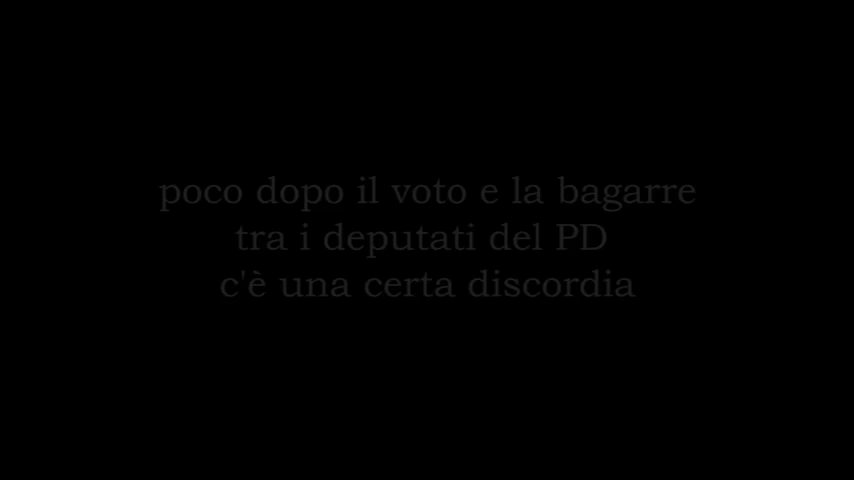 poco dopo il voto e la bagarre
tra i deputati del PD
c'è una certa discordia